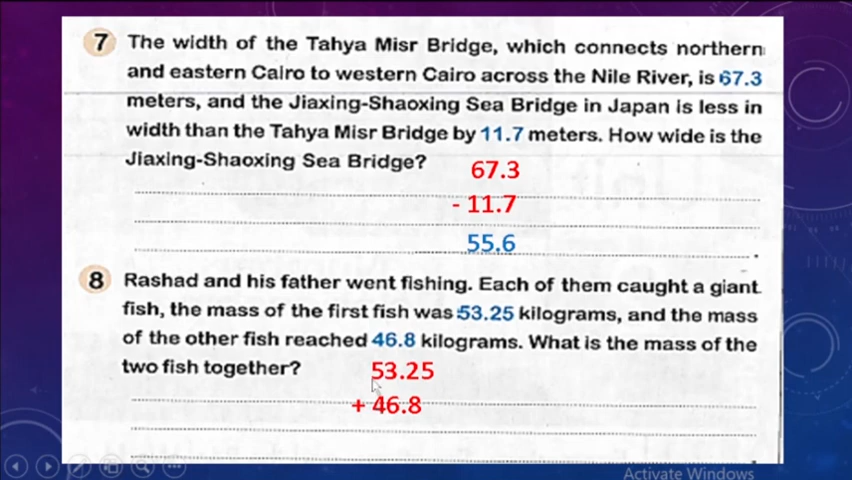 7 The width of the Tahya Misr Bridge, which connects northern
and eastern Cairo to western Cairo across the Nile River, is 67.3
meters, and the Jiaxing-Shaoxing Sea Bridge in Japan is less in
width than the Tahya Misr Bridge by 11.7 meters. How wide is the
Jiaxing-Shaoxing Sea Bridge?
67.3
- 11.7
55.6
8 Rashad and his father went fishing. Each of them caught a giant
fish, the mass of the first fish was 53.25 kilograms, and the mass
of the other fish reached 46.8 kilograms. What is the mass of the
two fish together?
53.25
+ 46.8
Activate Windows